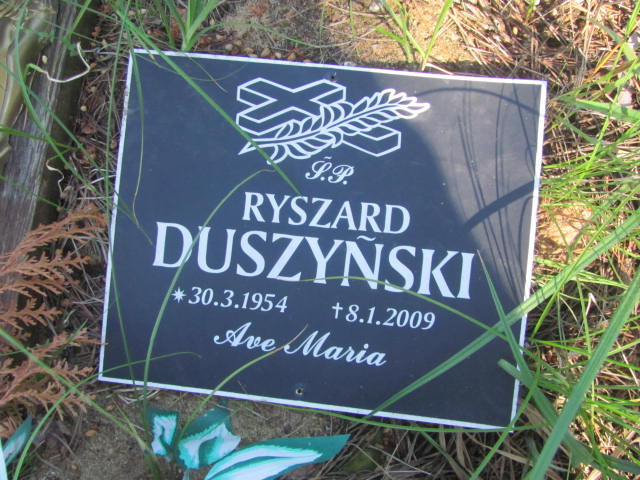 S̃.P.
RYSZARD
DUSZYÑSKI
✷30.3.1954 †8.1.2009
Ave Maria